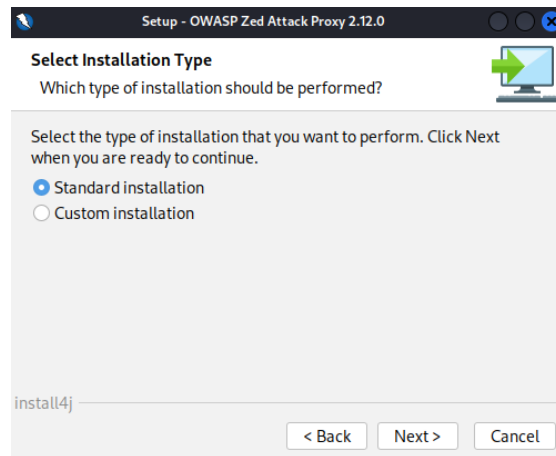 Setup - OWASP Zed Attack Proxy 2.12.0
Select Installation Type
Which type of installation should be performed?
Select the type of installation that you want to perform. Click Next
when you are ready to continue.
Standard installation
Custom installation
install4j
< Back Next > Cancel